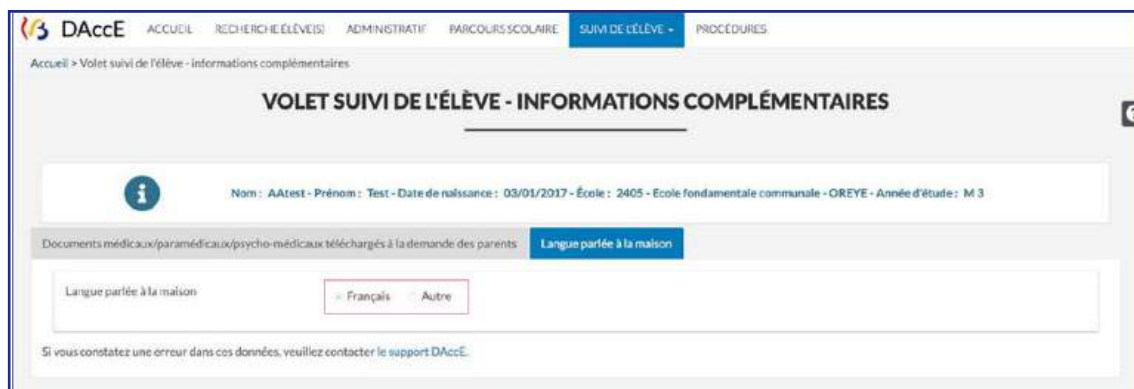 DAccE ACCUEIL RECHERCHE ÉLÈVE(S) ADMINISTRATIF PARCOURS SCOLAIRE SUIVI DE L'ÉLÈVE PROCÉDURES
Accueil > Volet suivi de l'élève - informations complémentaires
VOLET SUIVI DE L'ÉLÈVE - INFORMATIONS COMPLÉMENTAIRES
Nom : AAtest - Prénom : Test - Date de naissance : 03/01/2017 - École : 2405 - Ecole fondamentale communale - OREYE - Année d'étude : M 3
Documents médicaux/paramédicaux/psycho-médicaux téléchargés à la demande des parents Langue parlée à la maison
Langue parlée à la maison Français Autre
Si vous constatez une erreur dans ces données, veuillez contacter le support DAccE.